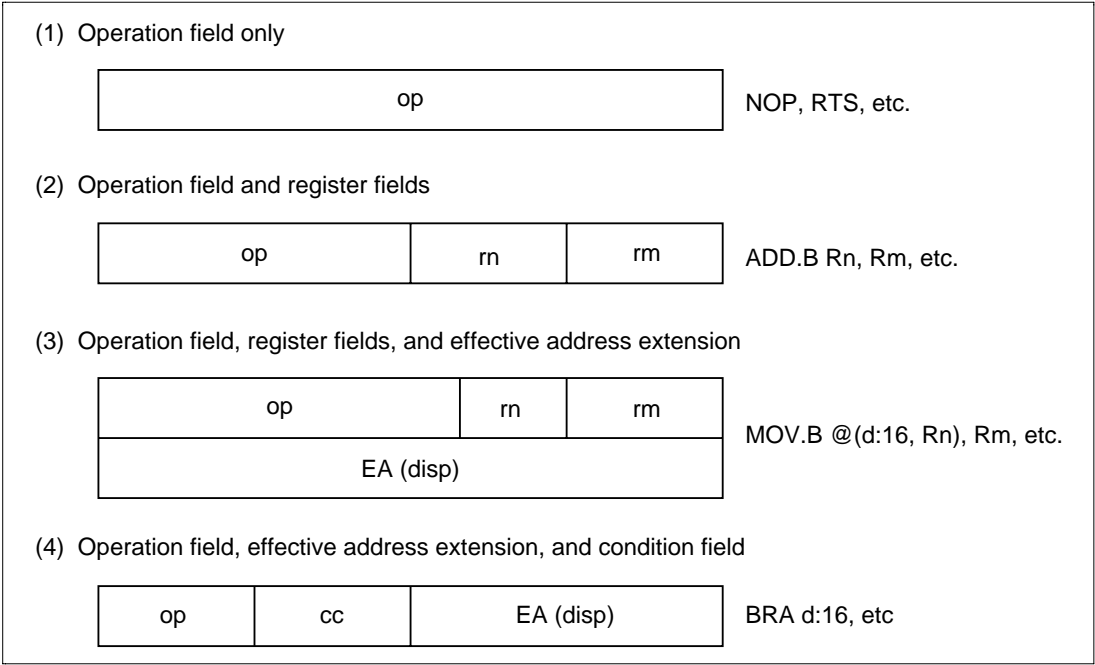 (1) Operation field only
op
NOP, RTS, etc.
(2) Operation field and register fields
op rn rm
ADD.B Rn, Rm, etc.
(3) Operation field, register fields, and effective address extension
op rn rm
MOV.B @(d:16, Rn), Rm, etc.
EA (disp)
(4) Operation field, effective address extension, and condition field
op cc EA (disp)
BRA d:16, etc